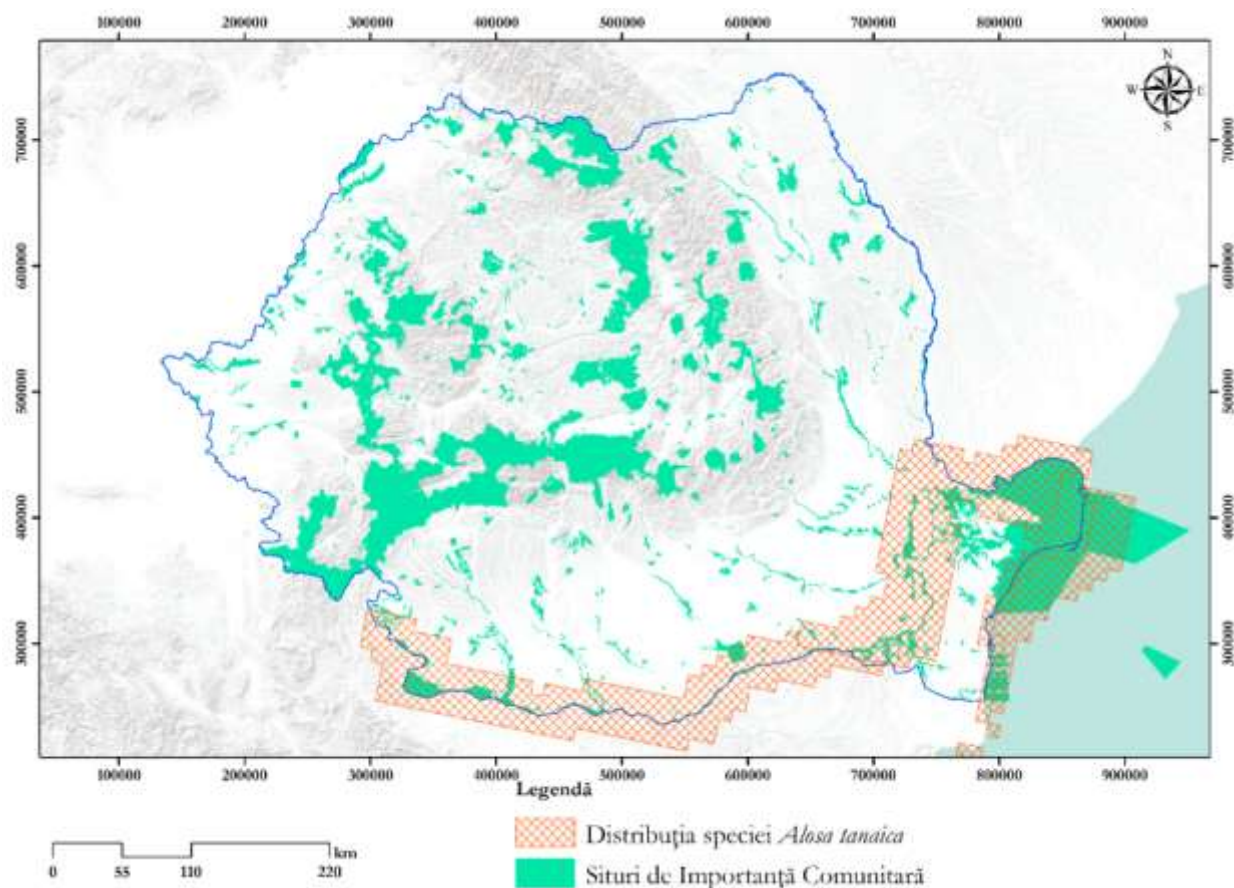 100000 200000 300000 400000 500000 600000 700000 800000 900000
N
W E
S
700000 700000
600000 600000
500000 500000
400000 400000
300000 300000
100000 200000 300000 400000 500000 600000 700000 800000 900000
Legendă
Distribuția speciei Alosa tanaica
km
0 55 110 220
Situri de Importanță Comunitară